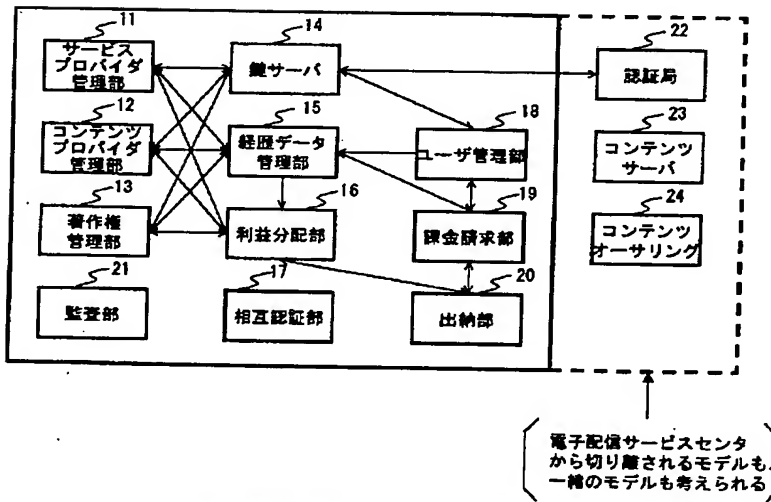 11
サービス
プロバイダ
管理部
14
鍵サーバ
22
認証局
12
コンテンツ
プロバイダ
管理部
15
経歴データ
管理部
18
ユーザ管理部
23
コンテンツ
サーバ
13
著作権
管理部
16
利益分配部
19
課金請求部
24
コンテンツ
オーサリング
21
監査部
17
相互認証部
20
出納部
電子配信サービスセンタ
から切り離されるモデルも、
一緒のモデルも考えられる